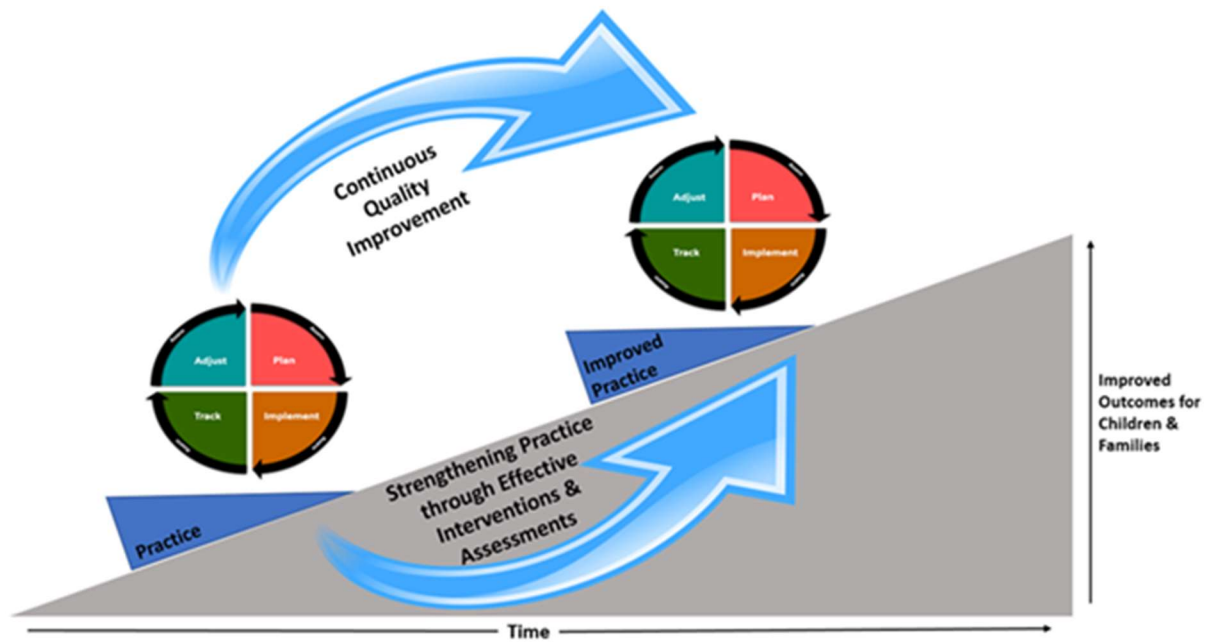 Continuous
Quality
Improvement
Adjust
Plan
Track
Implement
Adjust
Plan
Track
Implement
Improved
Practice
Practice
Strengthening Practice
through Effective
Interventions &
Assessments
Improved
Outcomes for
Children &
Families
Time